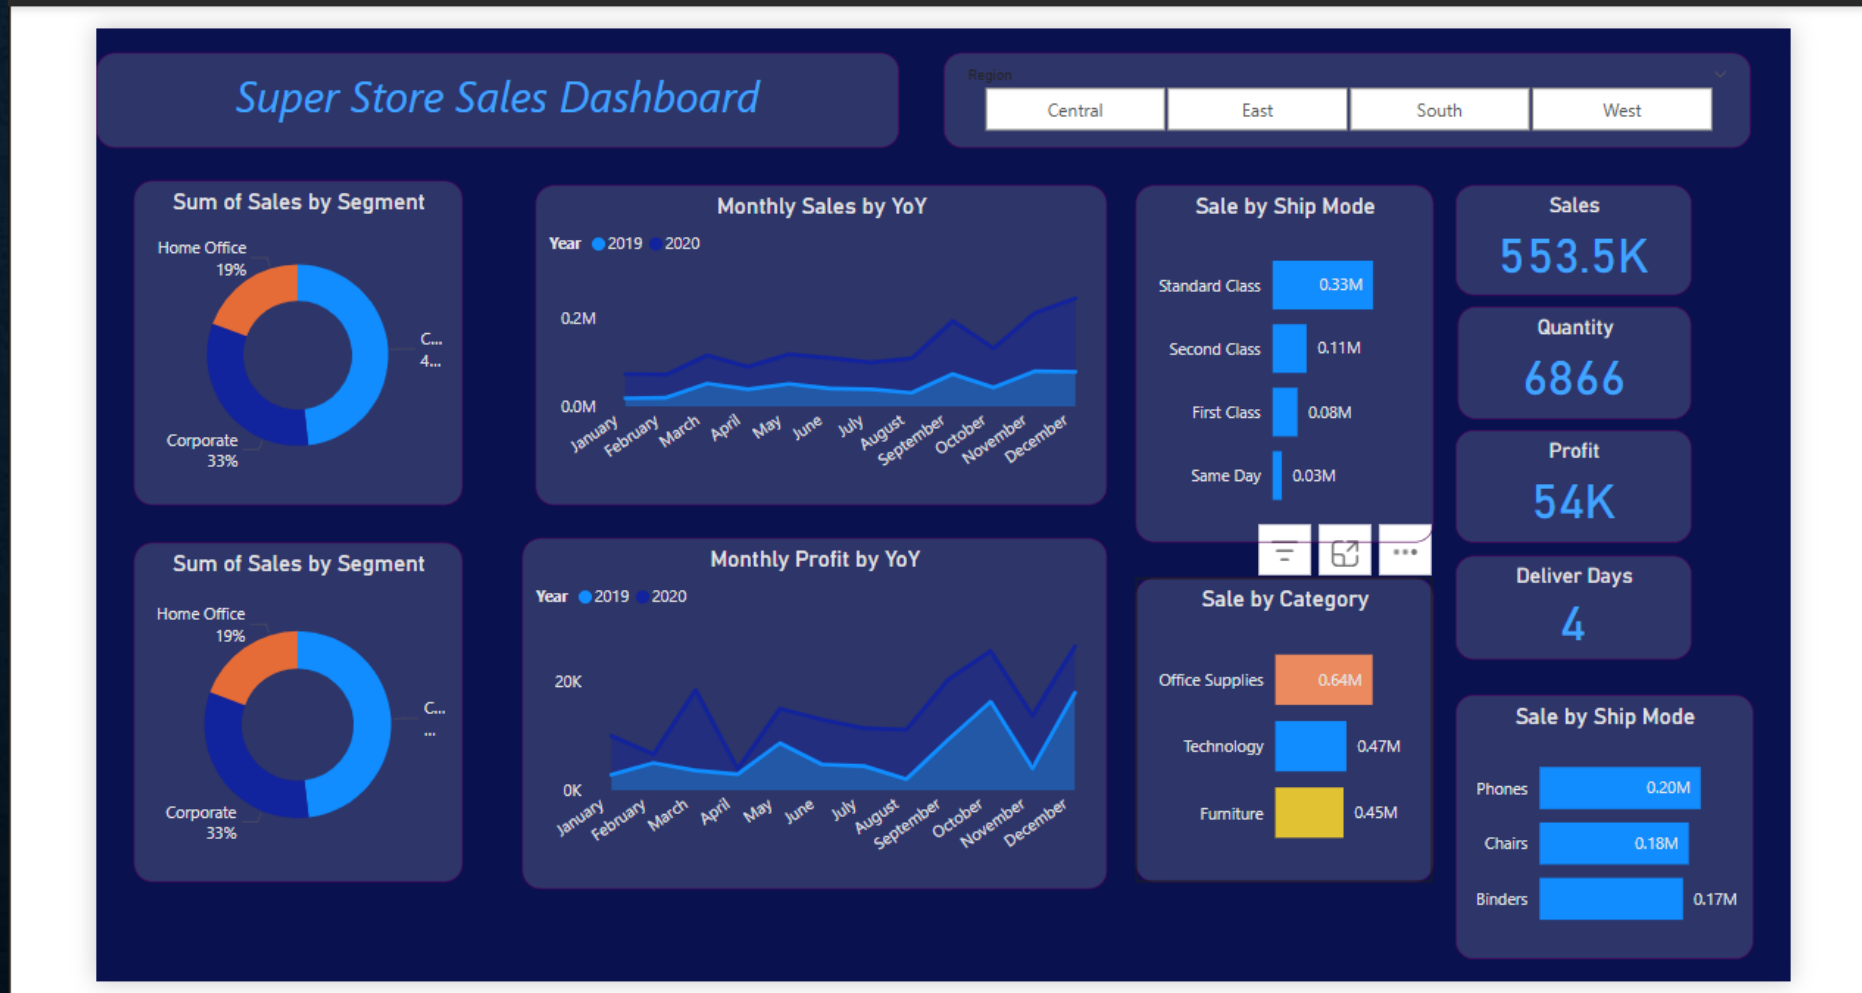 Super Store Sales Dashboard
Region
Central East South West
Sum of Sales by Segment
Home Office
19%
C...
4...
Corporate
33%
Monthly Sales by YoY
Year 2019 2020
0.2M
0.0M
January February March April May June July August September October November December
Sale by Ship Mode
Standard Class 0.33M
Second Class 0.11M
First Class 0.08M
Same Day 0.03M
Sales
553.5K
Quantity
6866
Profit
54K
Deliver Days
4
Sum of Sales by Segment
Home Office
19%
C...
...
Corporate
33%
Monthly Profit by YoY
Year 2019 2020
20K
0K
January February March April May June July August September October November December
Sale by Category
Office Supplies 0.64M
Technology 0.47M
Furniture 0.45M
Sale by Ship Mode
Phones 0.20M
Chairs 0.18M
Binders 0.17M